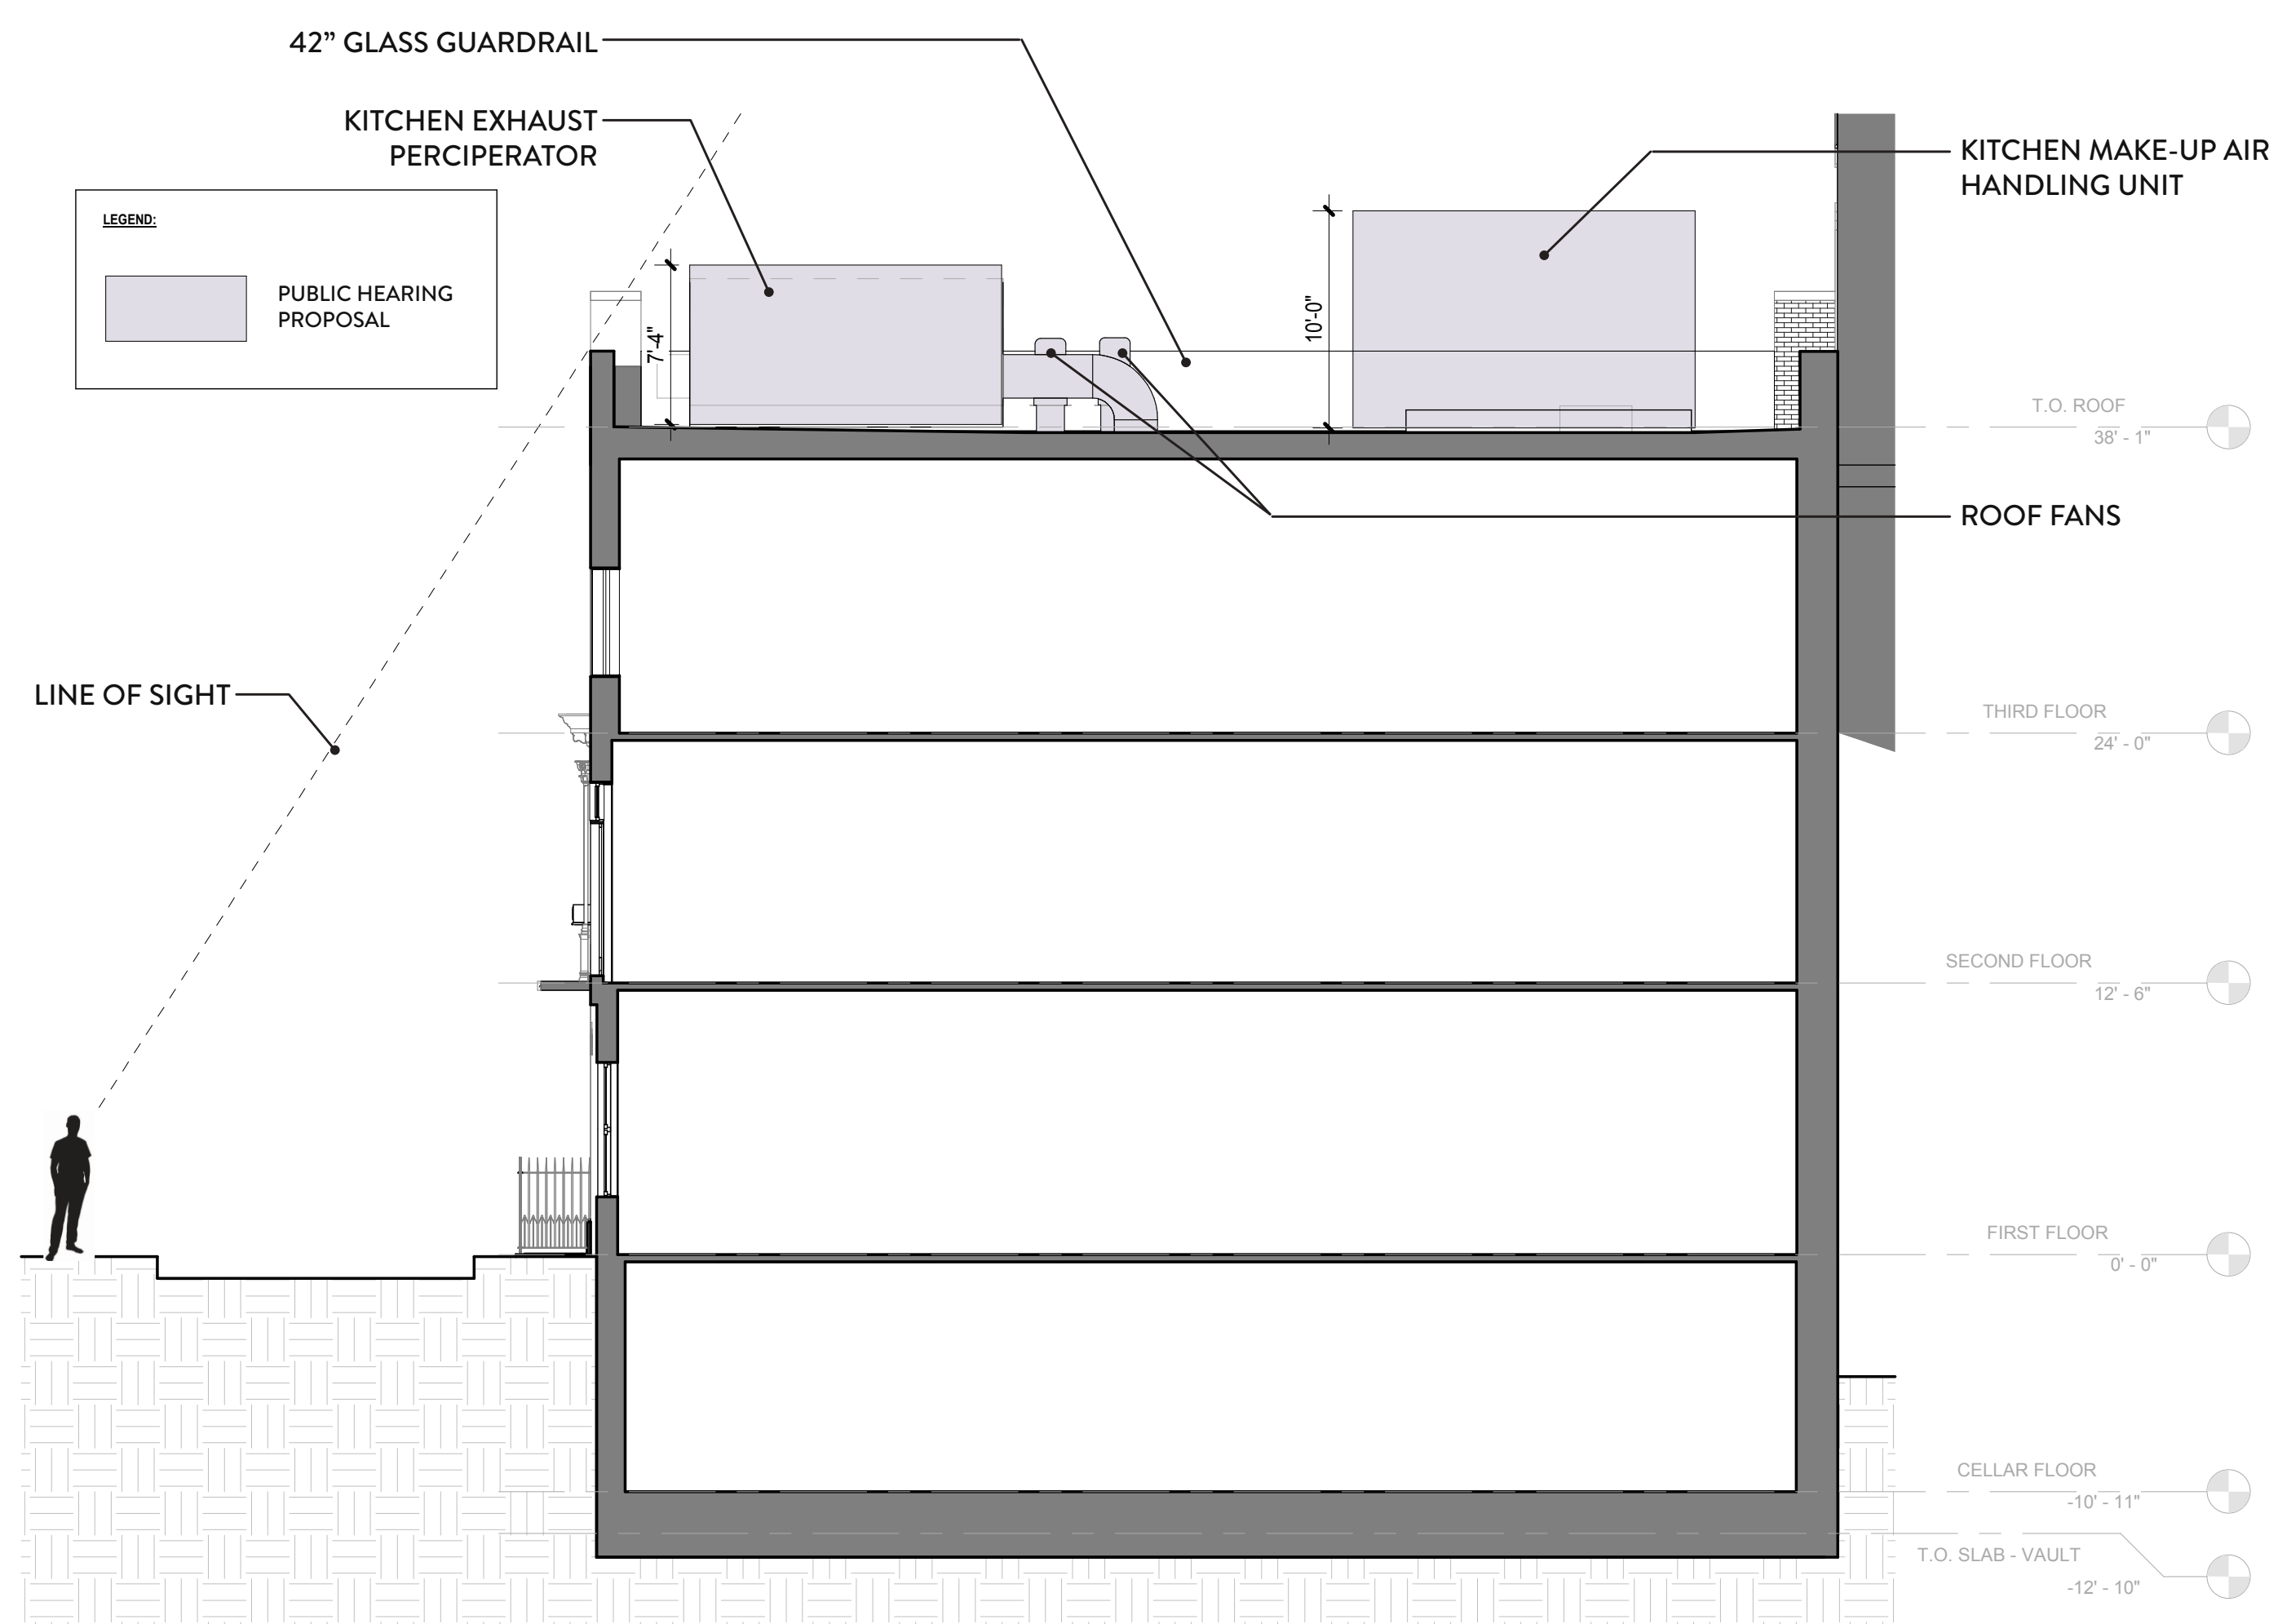 42” GLASS GUARDRAIL
KITCHEN EXHAUST
PERCIPERATOR
KITCHEN MAKE-UP AIR
HANDLING UNIT
LEGEND:
PUBLIC HEARING
PROPOSAL
7'-4"
10'-0"
T.O. ROOF
38' - 1"
ROOF FANS
LINE OF SIGHT
THIRD FLOOR
24' - 0"
SECOND FLOOR
12' - 6"
FIRST FLOOR
0' - 0"
CELLAR FLOOR
-10' - 11"
T.O. SLAB - VAULT
-12' - 10"